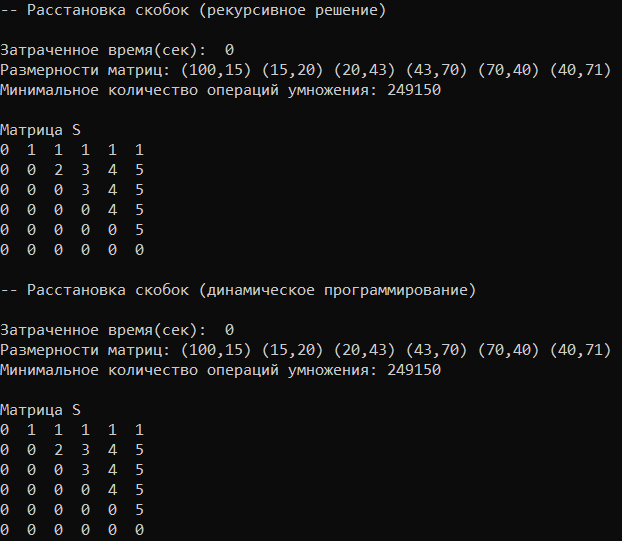 -- Расстановка скобок (рекурсивное решение)
Затраченное время(сек):  0
Размерности матриц: (100,15) (15,20) (20,43) (43,70) (70,40) (40,71)
Минимальное количество операций умножения: 249150
Матрица S
0  1  1  1  1  1
0  0  2  3  4  5
0  0  0  3  4  5
0  0  0  0  4  5
0  0  0  0  0  5
0  0  0  0  0  0
-- Расстановка скобок (динамическое программирование)
Затраченное время(сек):  0
Размерности матриц: (100,15) (15,20) (20,43) (43,70) (70,40) (40,71)
Минимальное количество операций умножения: 249150
Матрица S
0  1  1  1  1  1
0  0  2  3  4  5
0  0  0  3  4  5
0  0  0  0  4  5
0  0  0  0  0  5
0  0  0  0  0  0